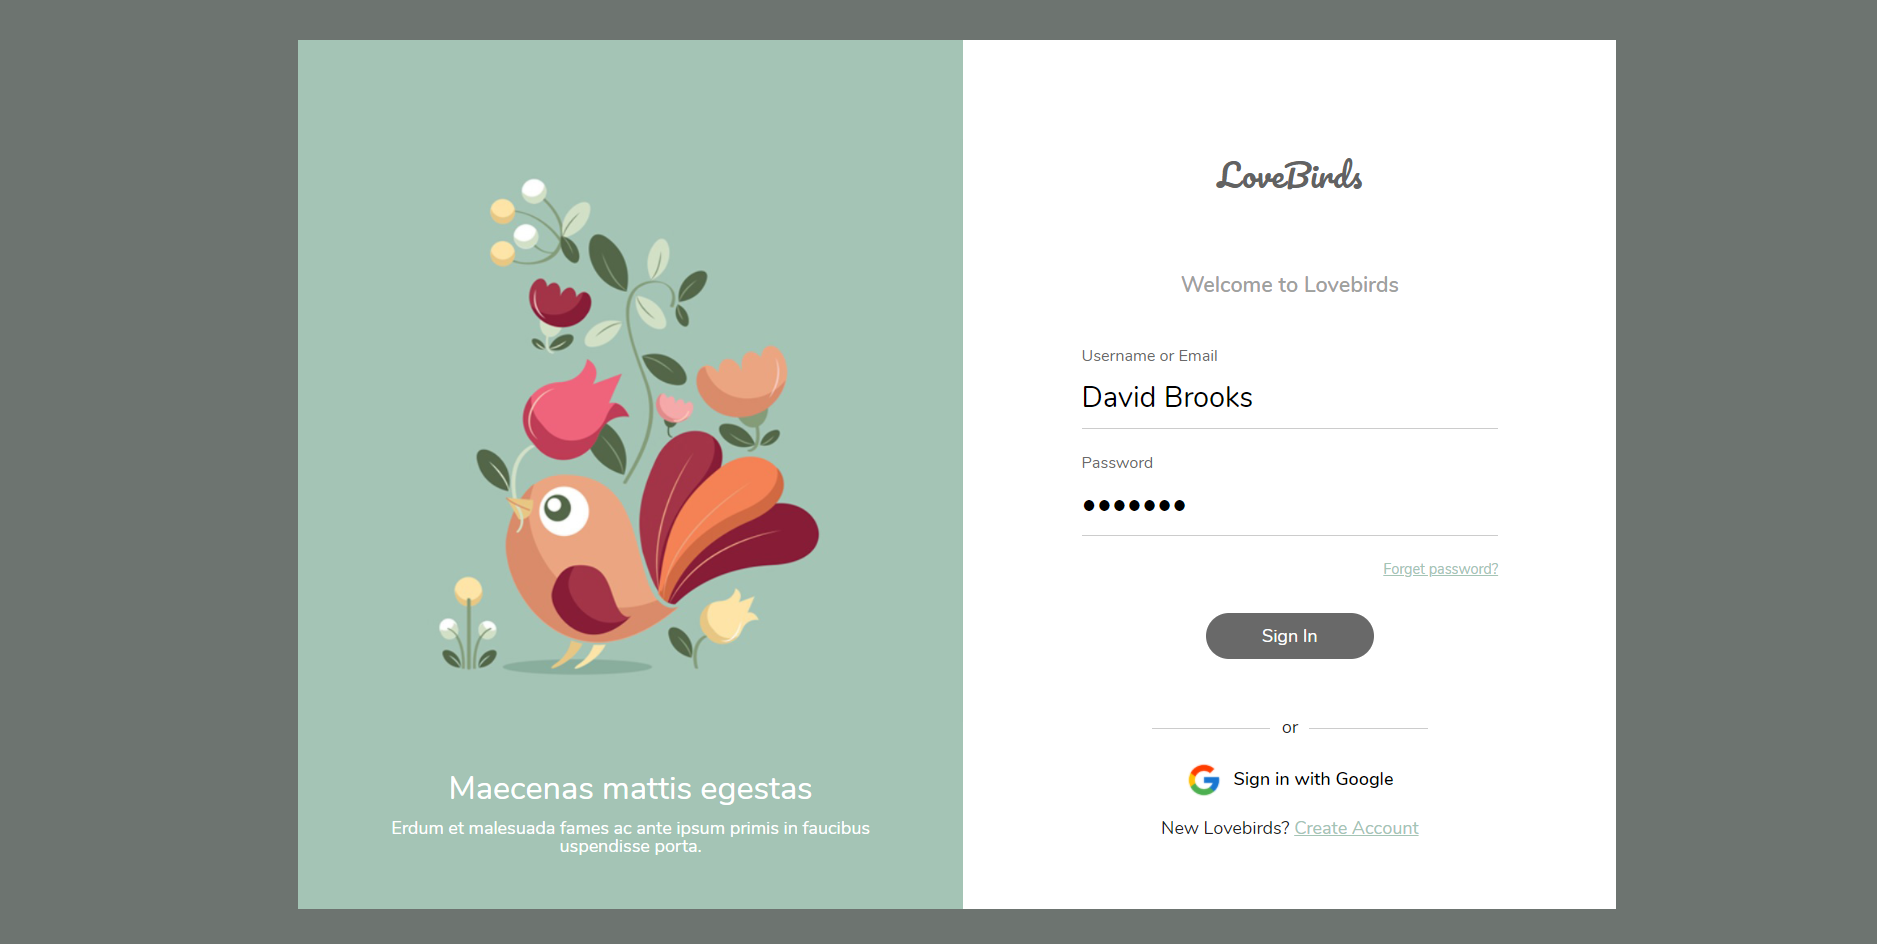 Maecenas mattis egestas
Erdum et malesuada fames ac ante ipsum primis in faucibus
uspendisse porta.
LoveBirds
Welcome to Lovebirds
Username or Email
David Brooks
Password
●●●●●●●
Forget password?
Sign In
or
Sign in with Google
New Lovebirds? Create Account